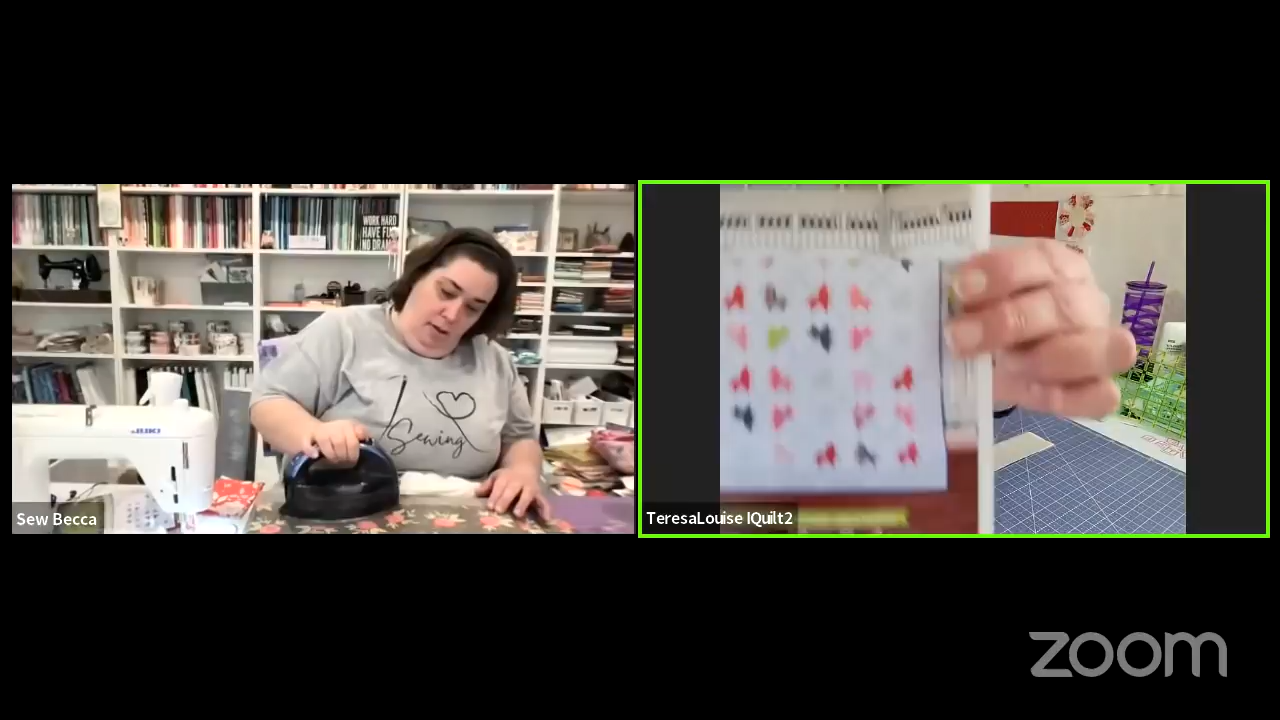 WORK HARD
HAVE FUN
NO DRAMA
I
Sewing
JUKI
Sew Becca
TeresaLouise IQuilt2
zoom